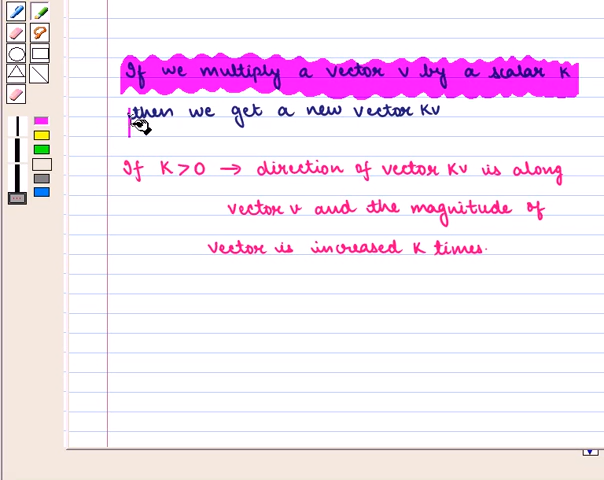 If we multiply a vector v by a scalar K
then we get a new vector Kv
If K > 0 → direction of vector Kv is along
vector v and the magnitude of
vector is increased K times.